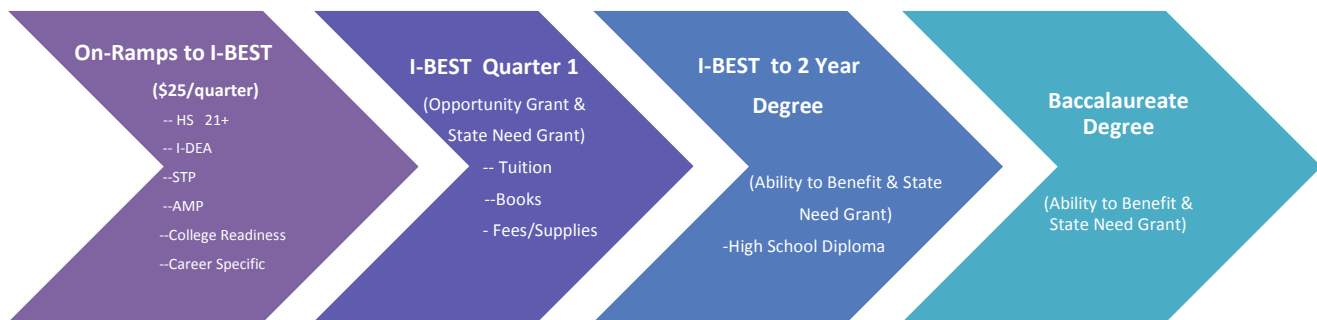 On-Ramps to I-BEST
($25/quarter)
-- HS 21+
-- I-DEA
--STP
--AMP
--College Readiness
--Career Specific
I-BEST Quarter 1
(Opportunity Grant &
State Need Grant)
-- Tuition
--Books
- Fees/Supplies
I-BEST to 2 Year
Degree
(Ability to Benefit & State
Need Grant)
-High School Diploma
Baccalaureate
Degree
(Ability to Benefit &
State Need Grant)